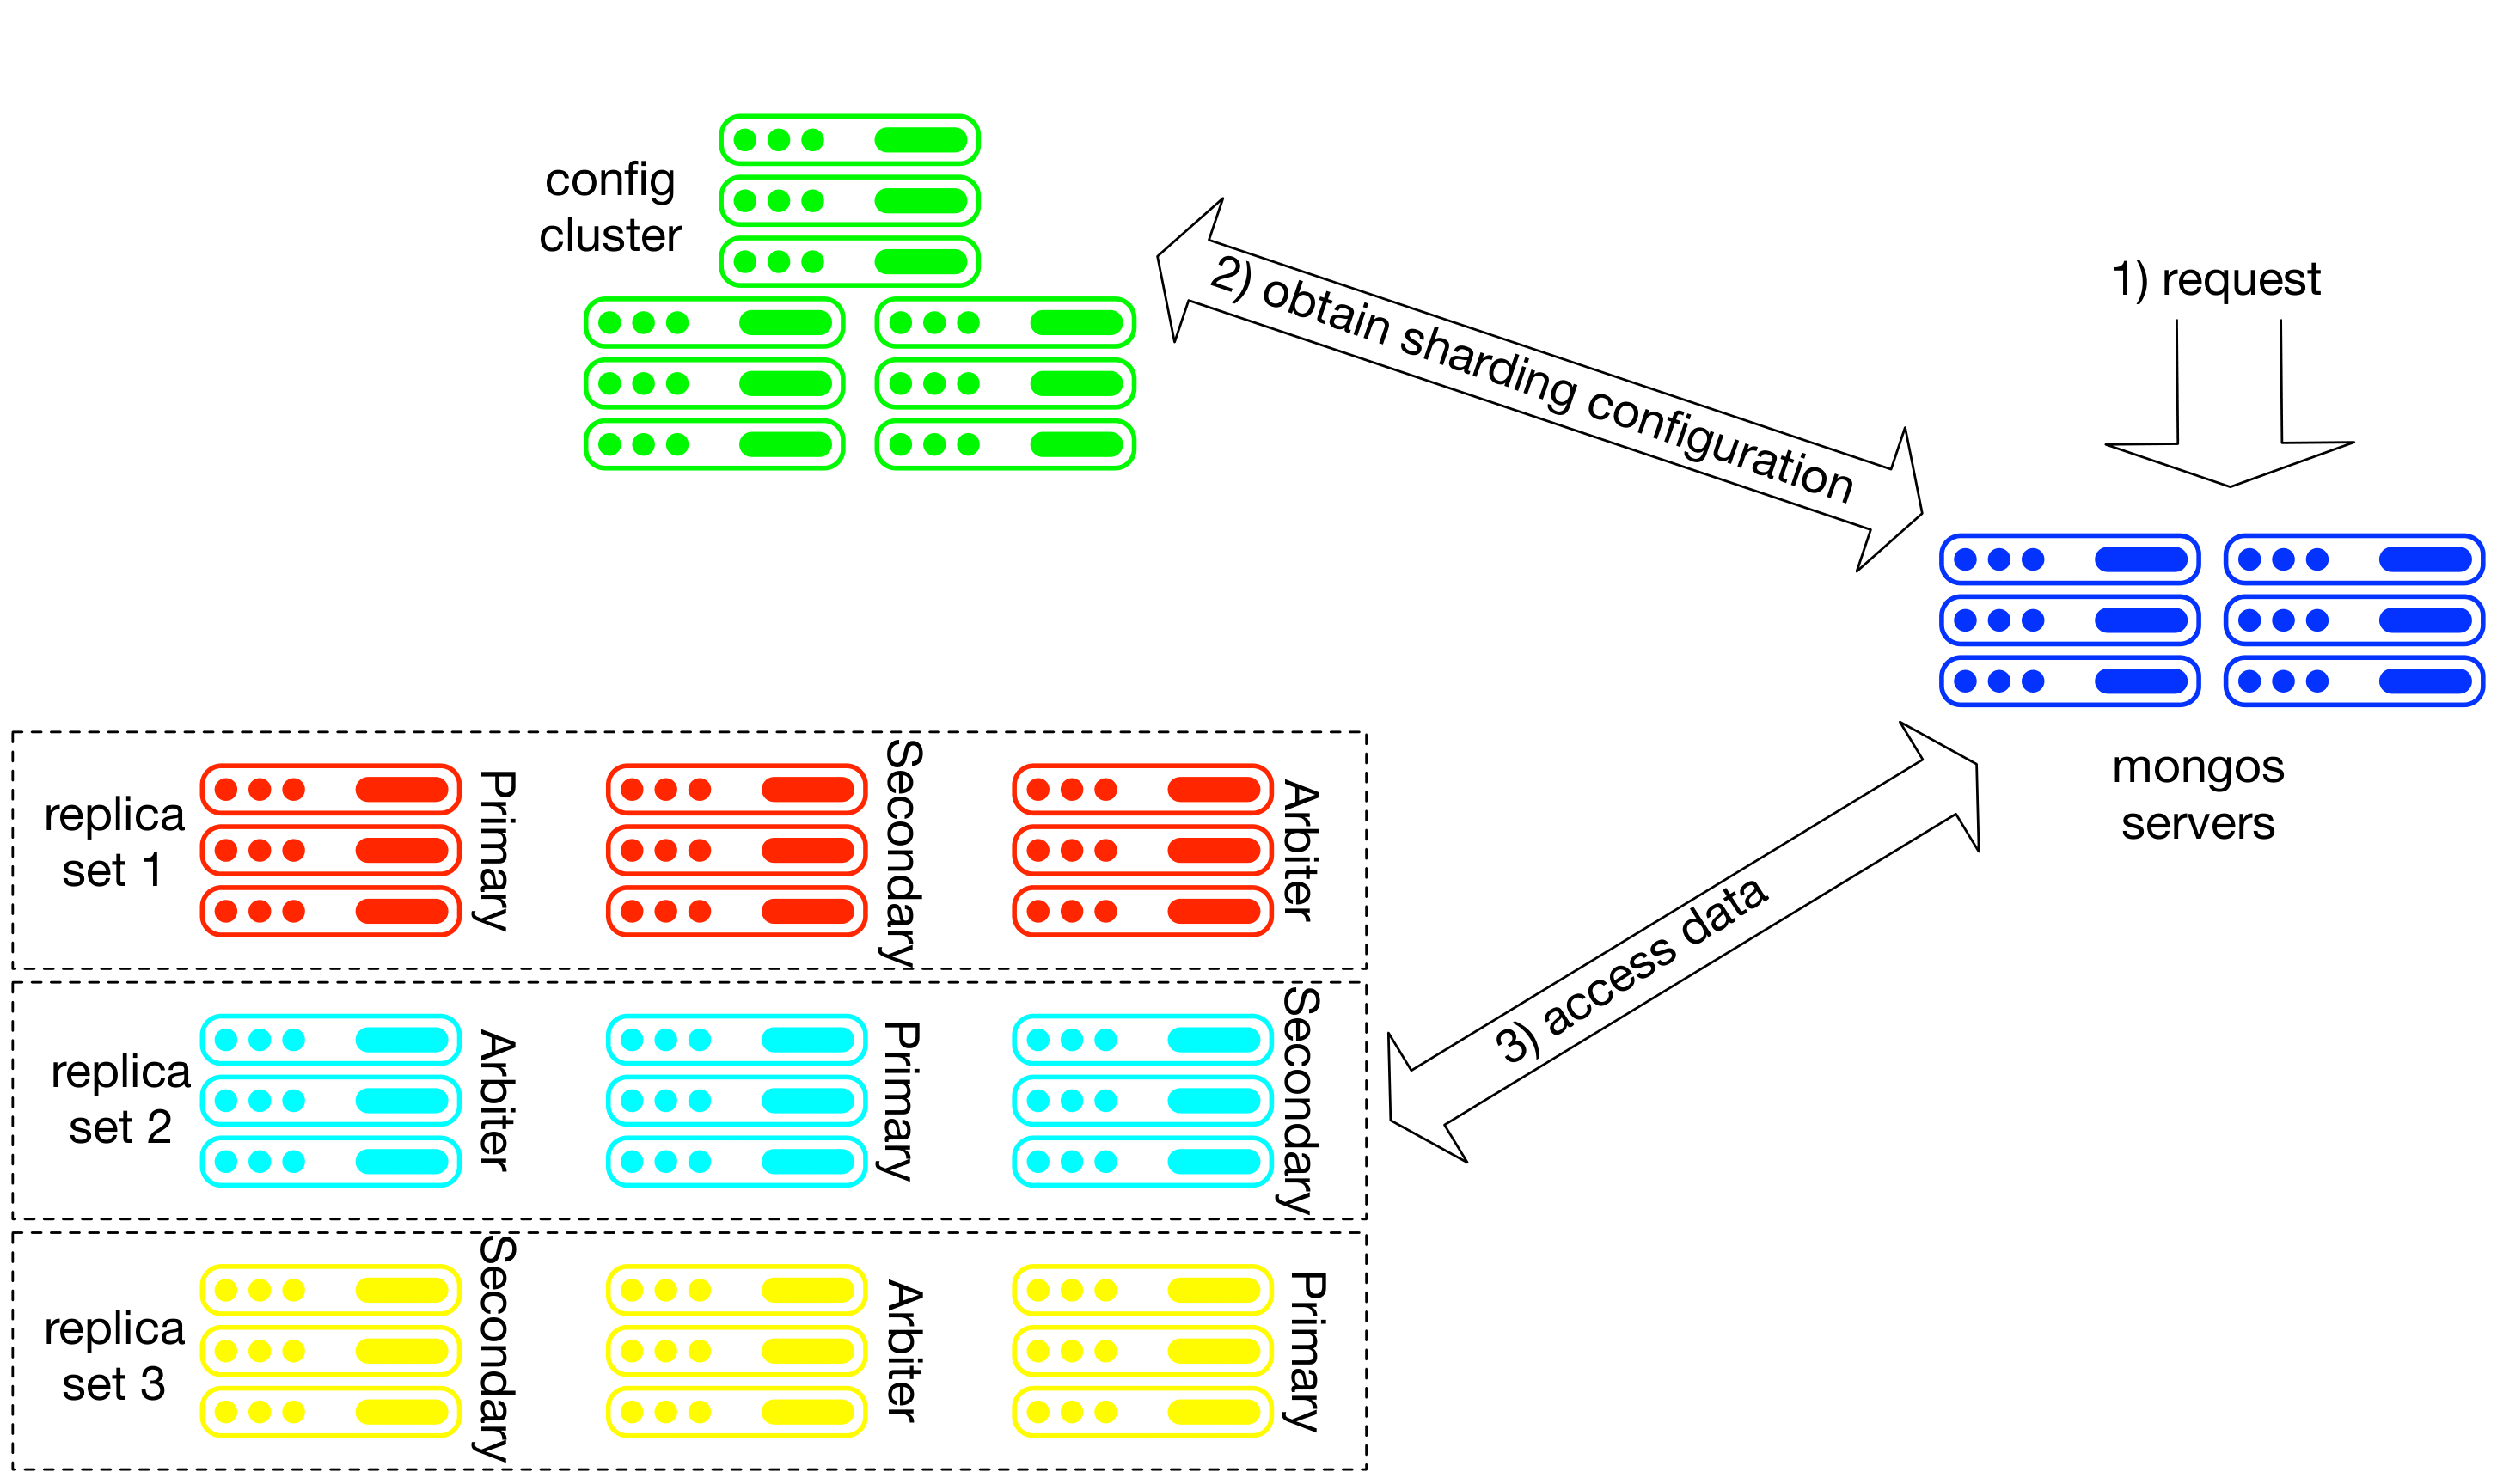 config
cluster
2) obtain sharding configuration
1) request
mongos
servers
3) access data
replica
set 1
Primary
Secondary
Arbiter
replica
set 2
Arbiter
Primary
Secondary
replica
set 3
Secondary
Arbiter
Primary